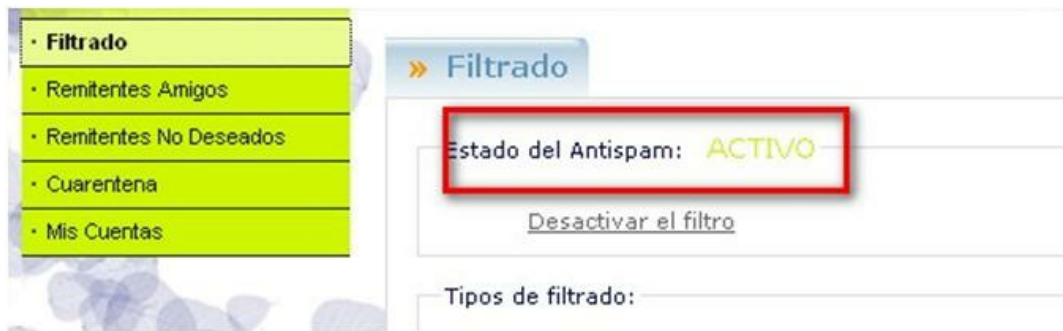 · Filtrado
· Remitentes Amigos
· Remitentes No Deseados
· Cuarentena
· Mis Cuentas
» Filtrado
Estado del Antispam: ACTIVO
Desactivar el filtro
Tipos de filtrado: